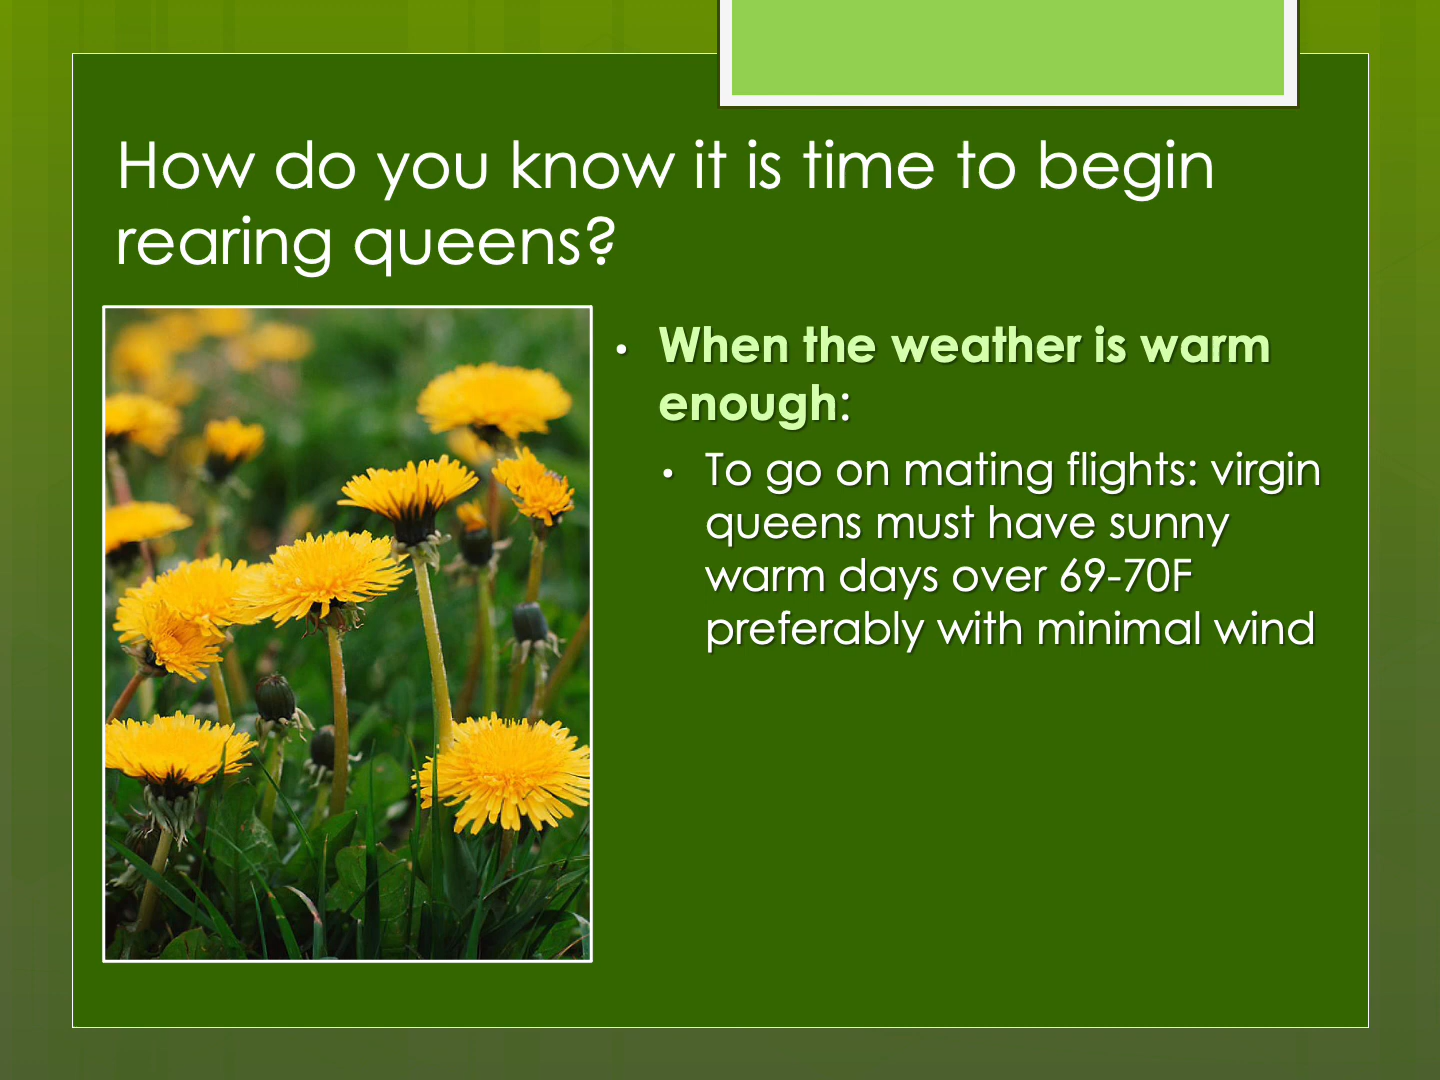 How do you know it is time to begin
rearing queens?
• When the weather is warm
enough:
• To go on mating flights: virgin
queens must have sunny
warm days over 69-70F
preferably with minimal wind